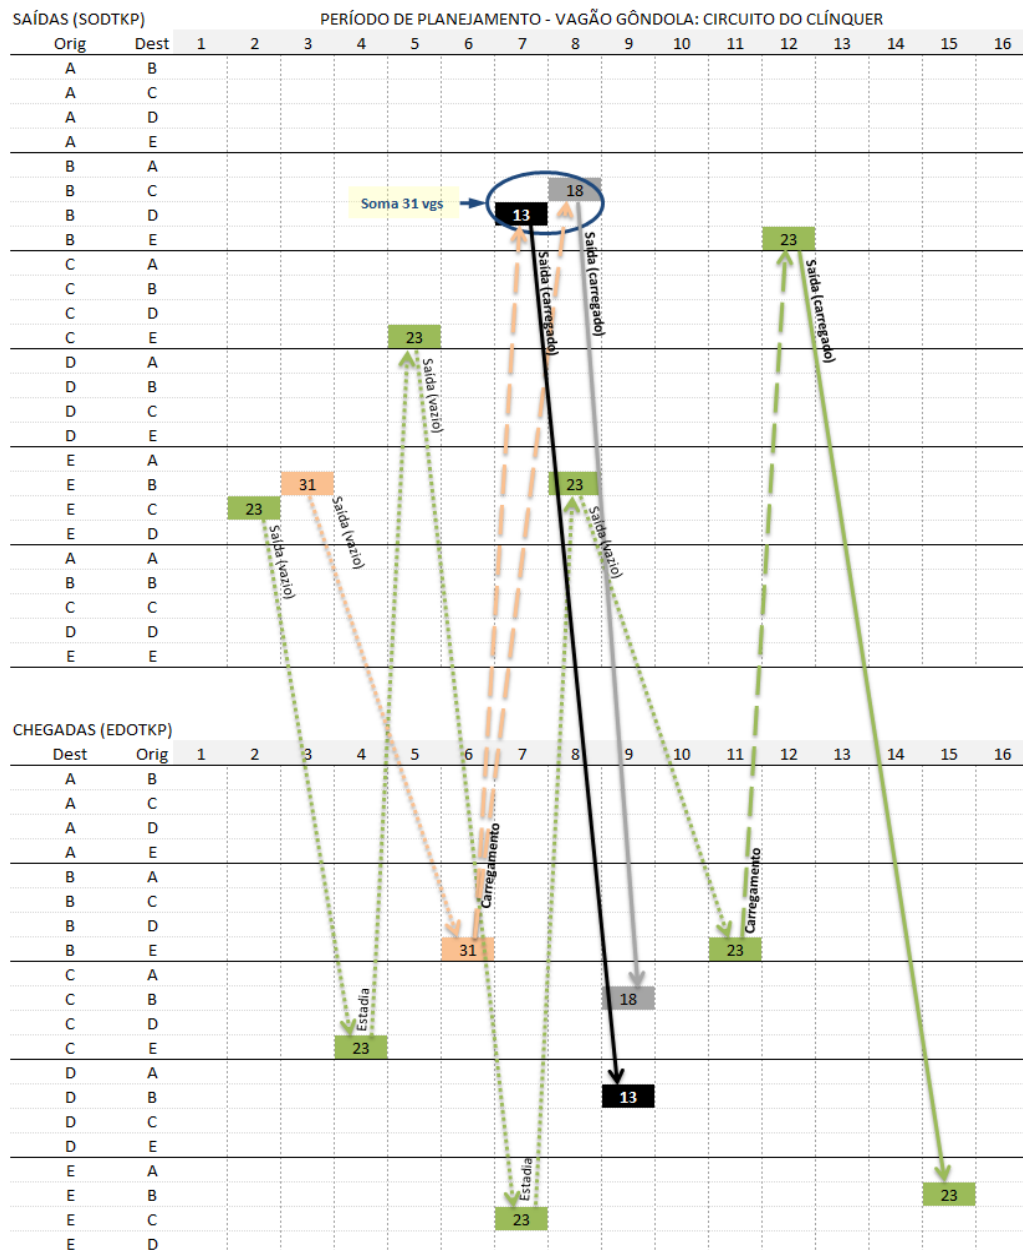 SAÍDAS (SODTKP) PERÍODO DE PLANEJAMENTO - VAGÃO GÔNDOLA: CIRCUITO DO CLÍNQUER
Orig Dest 1 2 3 4 5 6 7 8 9 10 11 12 13 14 15 16
A B
A C
A D
A E
B A
B C 18
Soma 31 vgs
B D 13
B E 23
Saída (carregado)
Saída (carregado)
Saída (carregado)
C A
C B
C D
C E 23
Saída (vazio)
D A
D B
D C
D E
E A
E B 31 23
E C 23
E D
Saída (vazio)
Saída (vazio)
Saída (vazio)
A A
B B
C C
D D
E E
CHEGADAS (EDOTKP)
Dest Orig 1 2 3 4 5 6 7 8 9 10 11 12 13 14 15 16
A B
A C
A D
A E
Carregamento
Carregamento
B A
B C
B D
B E 31 23
C A
C B 18
C D
Estadia
C E 23
D A
D B 13
D C
D E
E A
Estadia
E B 23
E C 23
E D